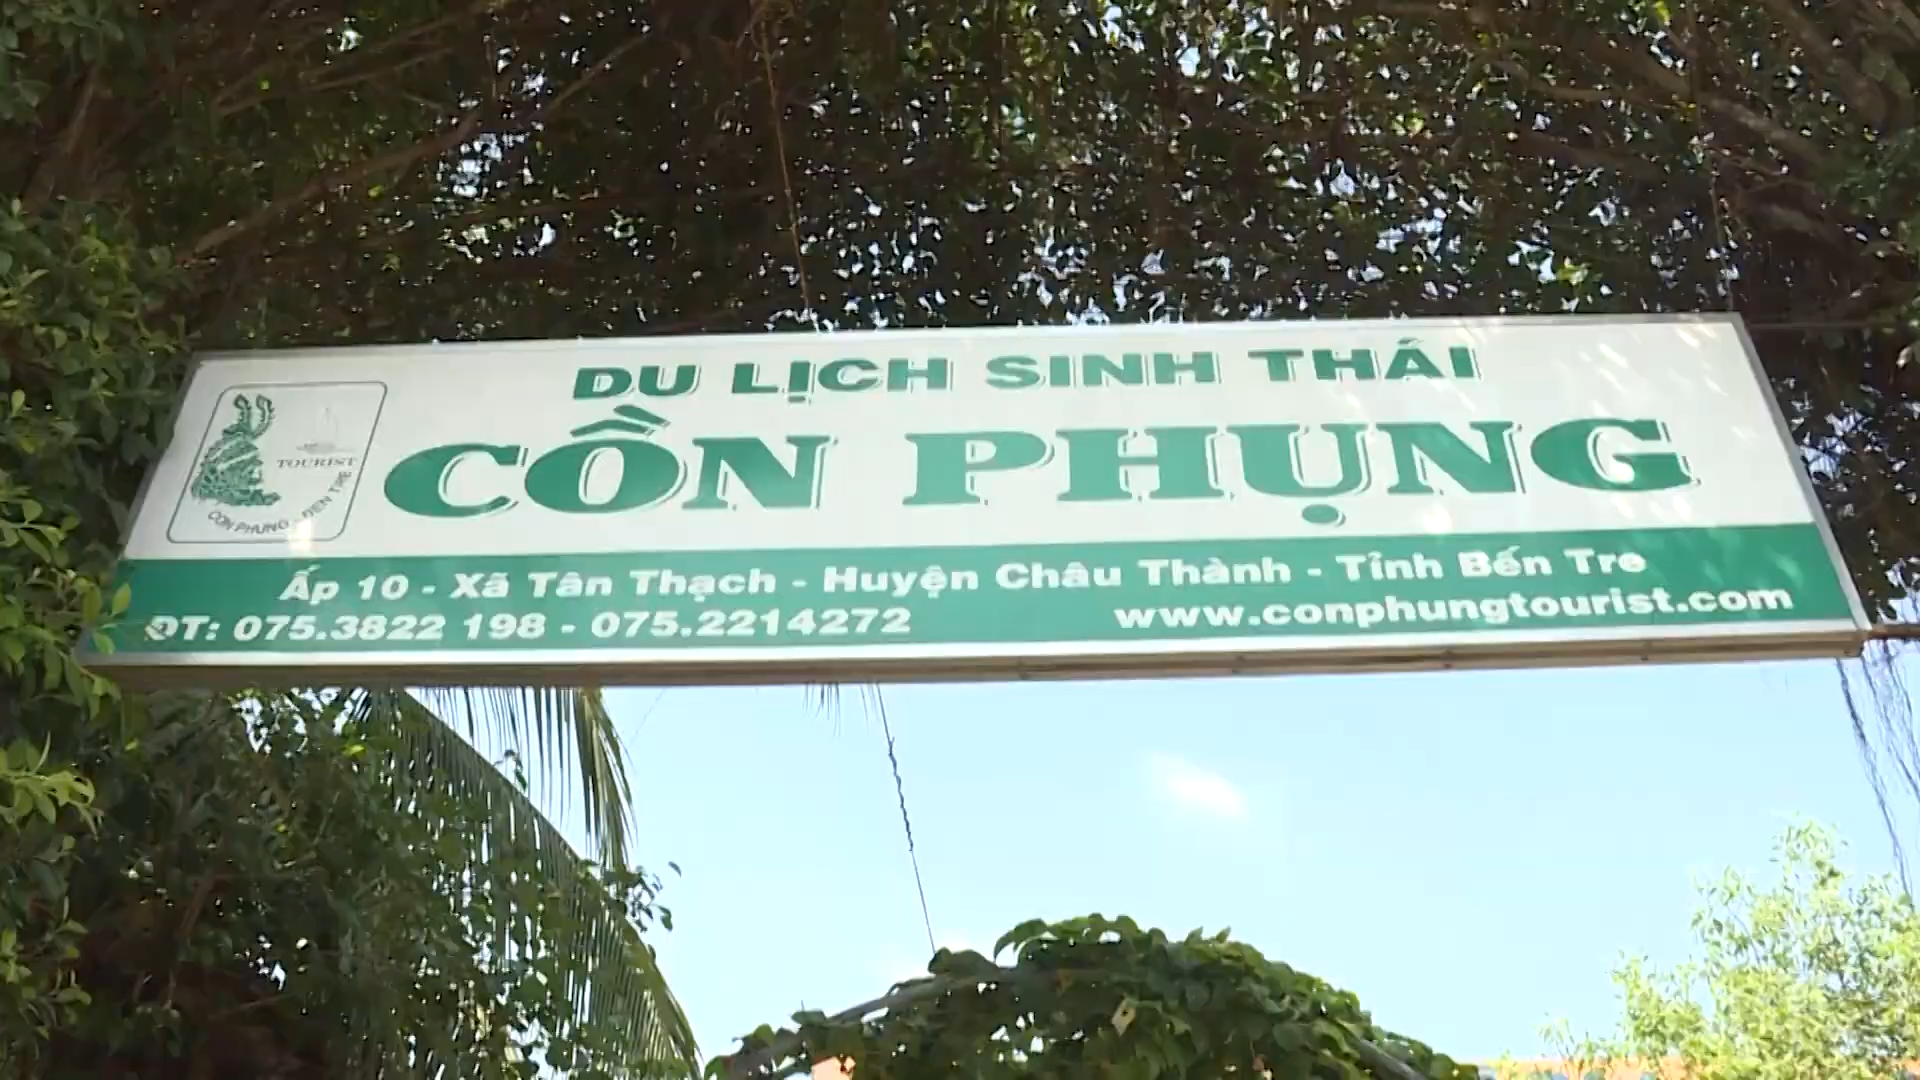 DU LỊCH SINH THÁI
CỒN PHỤNG
TOURIST
CỒN PHỤNG - BEN TRE
Ấp 10 - Xã Tân Thạch - Huyện Châu Thành - Tỉnh Bến Tre
ĐT: 075.3822 198 - 075.2214272
www.conphungtourist.com